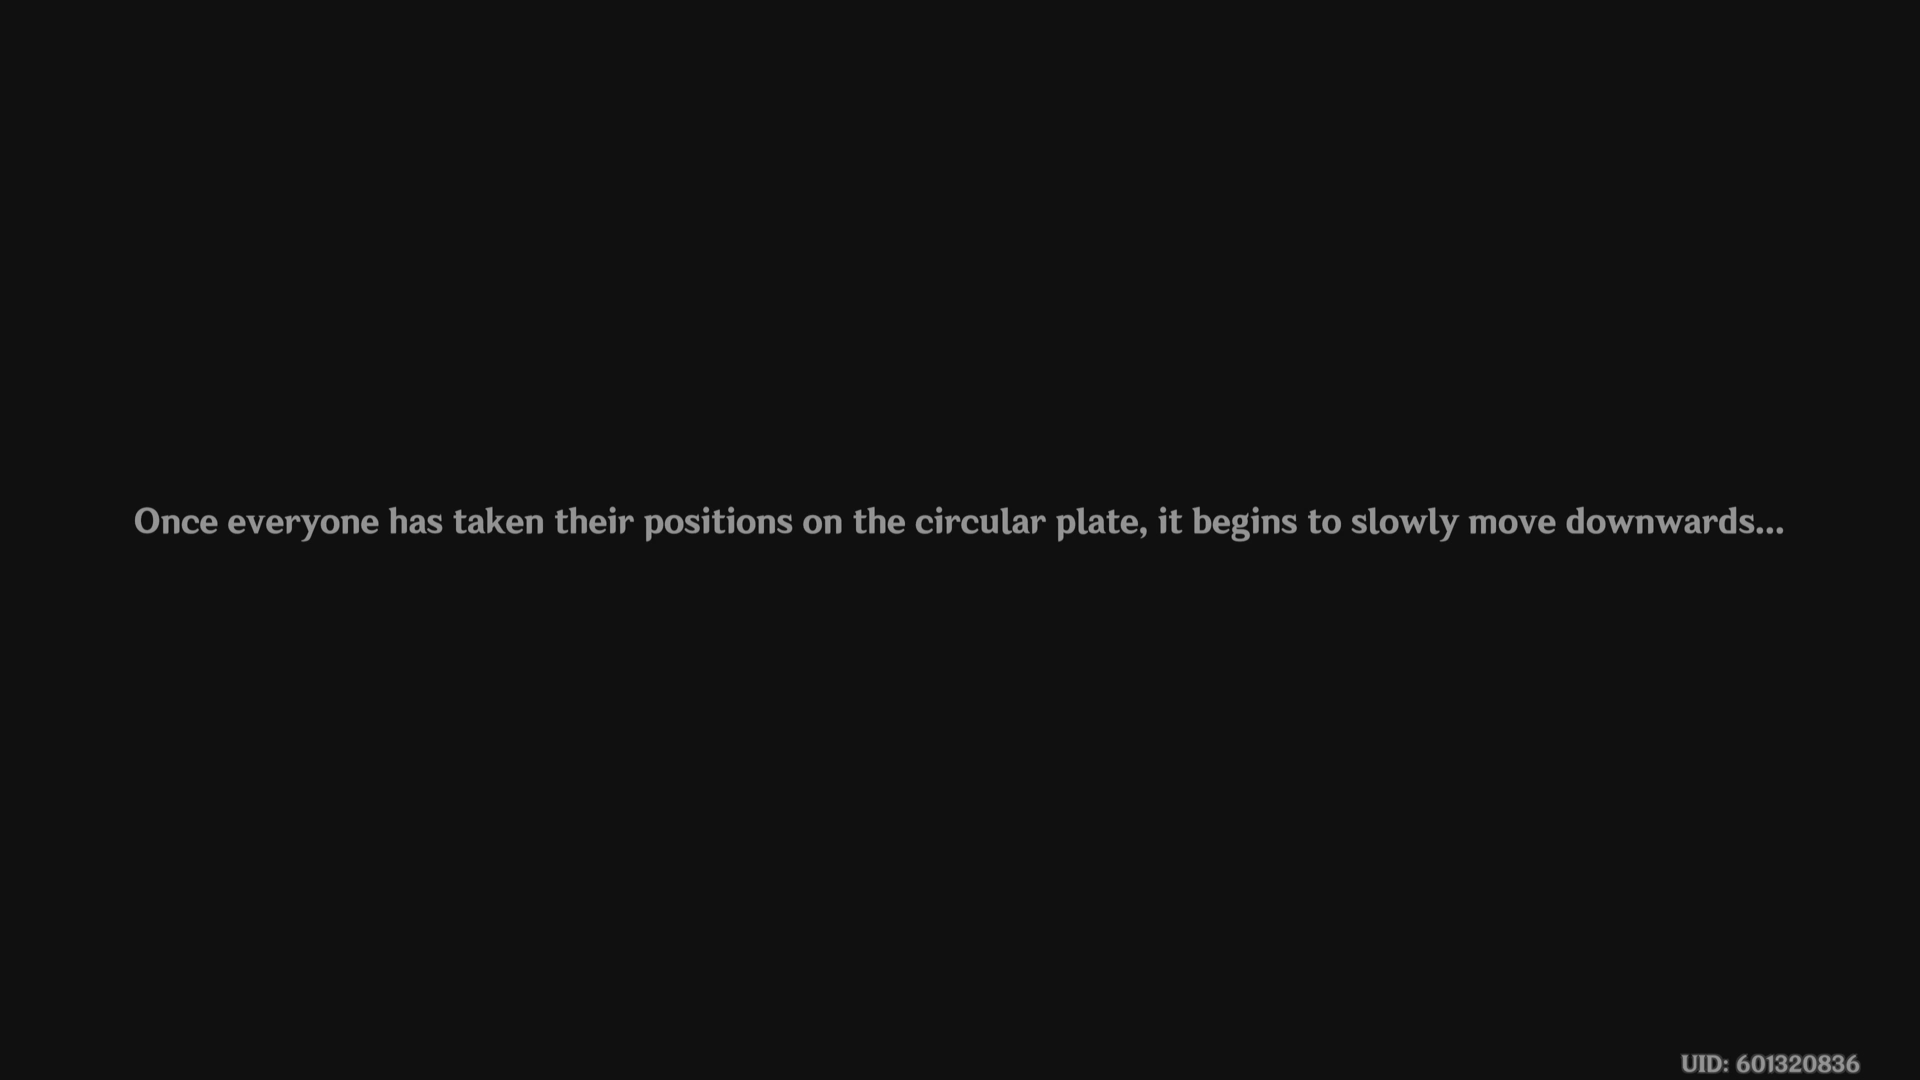 Once everyone has taken their positions on the circular plate, it begins to slowly move downwards...
UID: 601320836